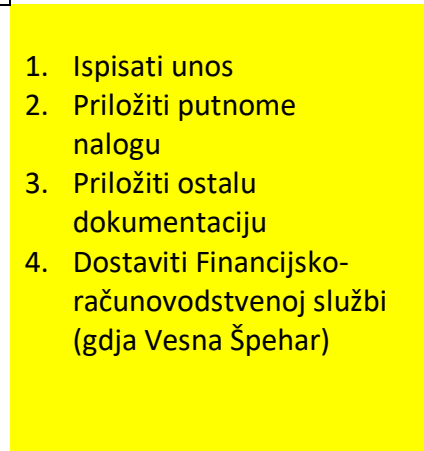 1. Ispisati unos
2. Priložiti putnome
nalogu
3. Priložiti ostalu
dokumentaciju
4. Dostaviti Financijsko-
računovodstvenoj službi
(gdja Vesna Špehar)